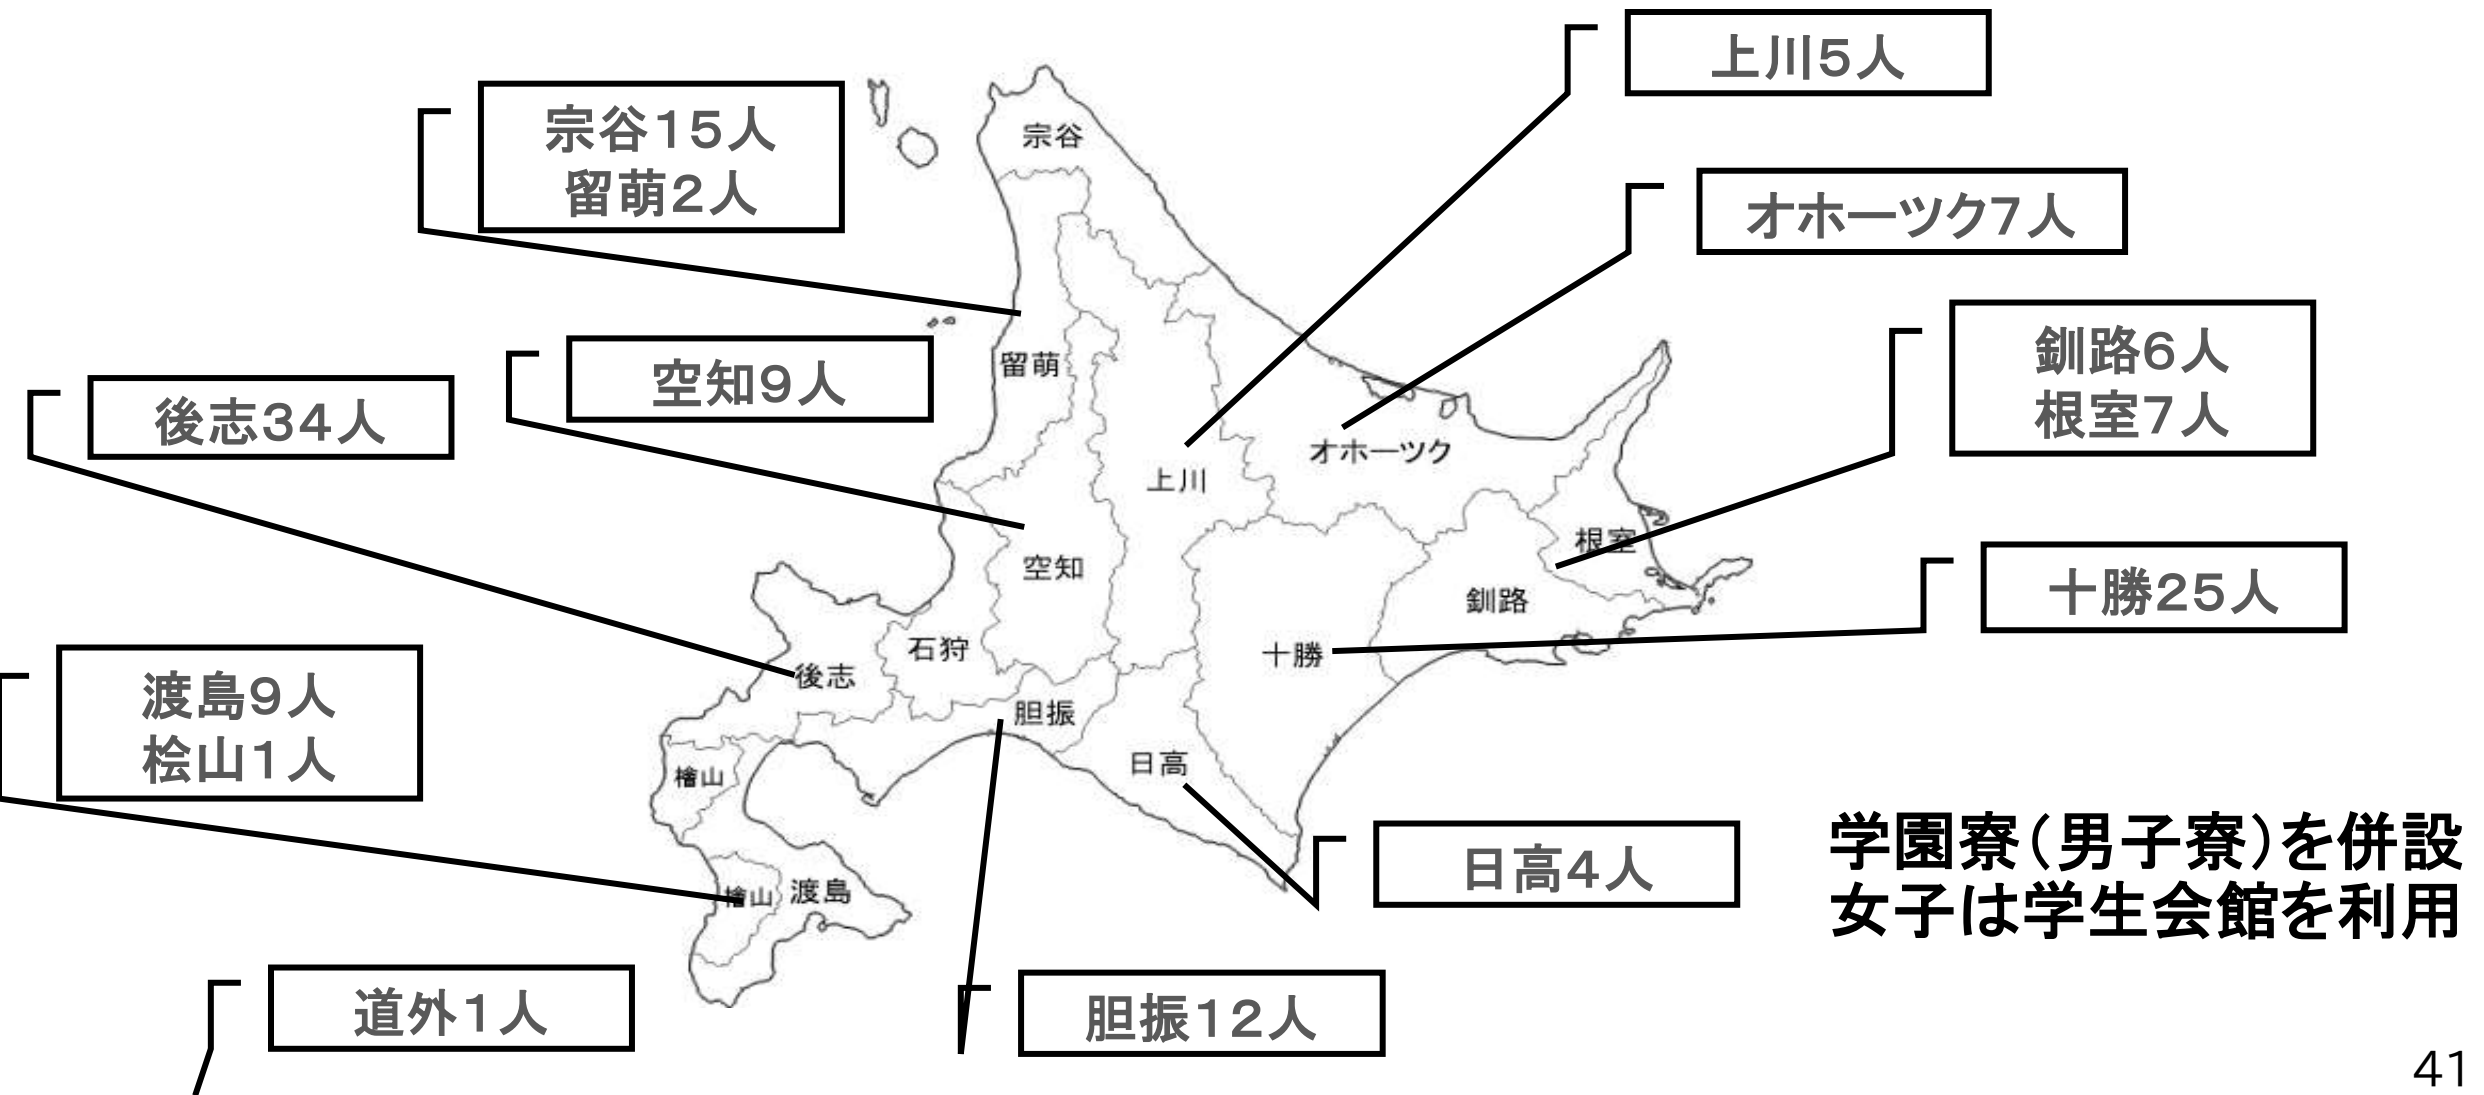 上川5人
宗谷15人
留萌2人
宗谷
オホーツク7人
釧路6人
根室7人
空知9人
留萌
後志34人
オホーツク
上川
根室
空知
十勝25人
釧路
石狩
十勝
後志
渡島9人
桧山1人
胆振
日高
檜山
学園寮(男子寮)を併設
女子は学生会館を利用
日高4人
檜山
渡島
道外1人
胆振12人
41